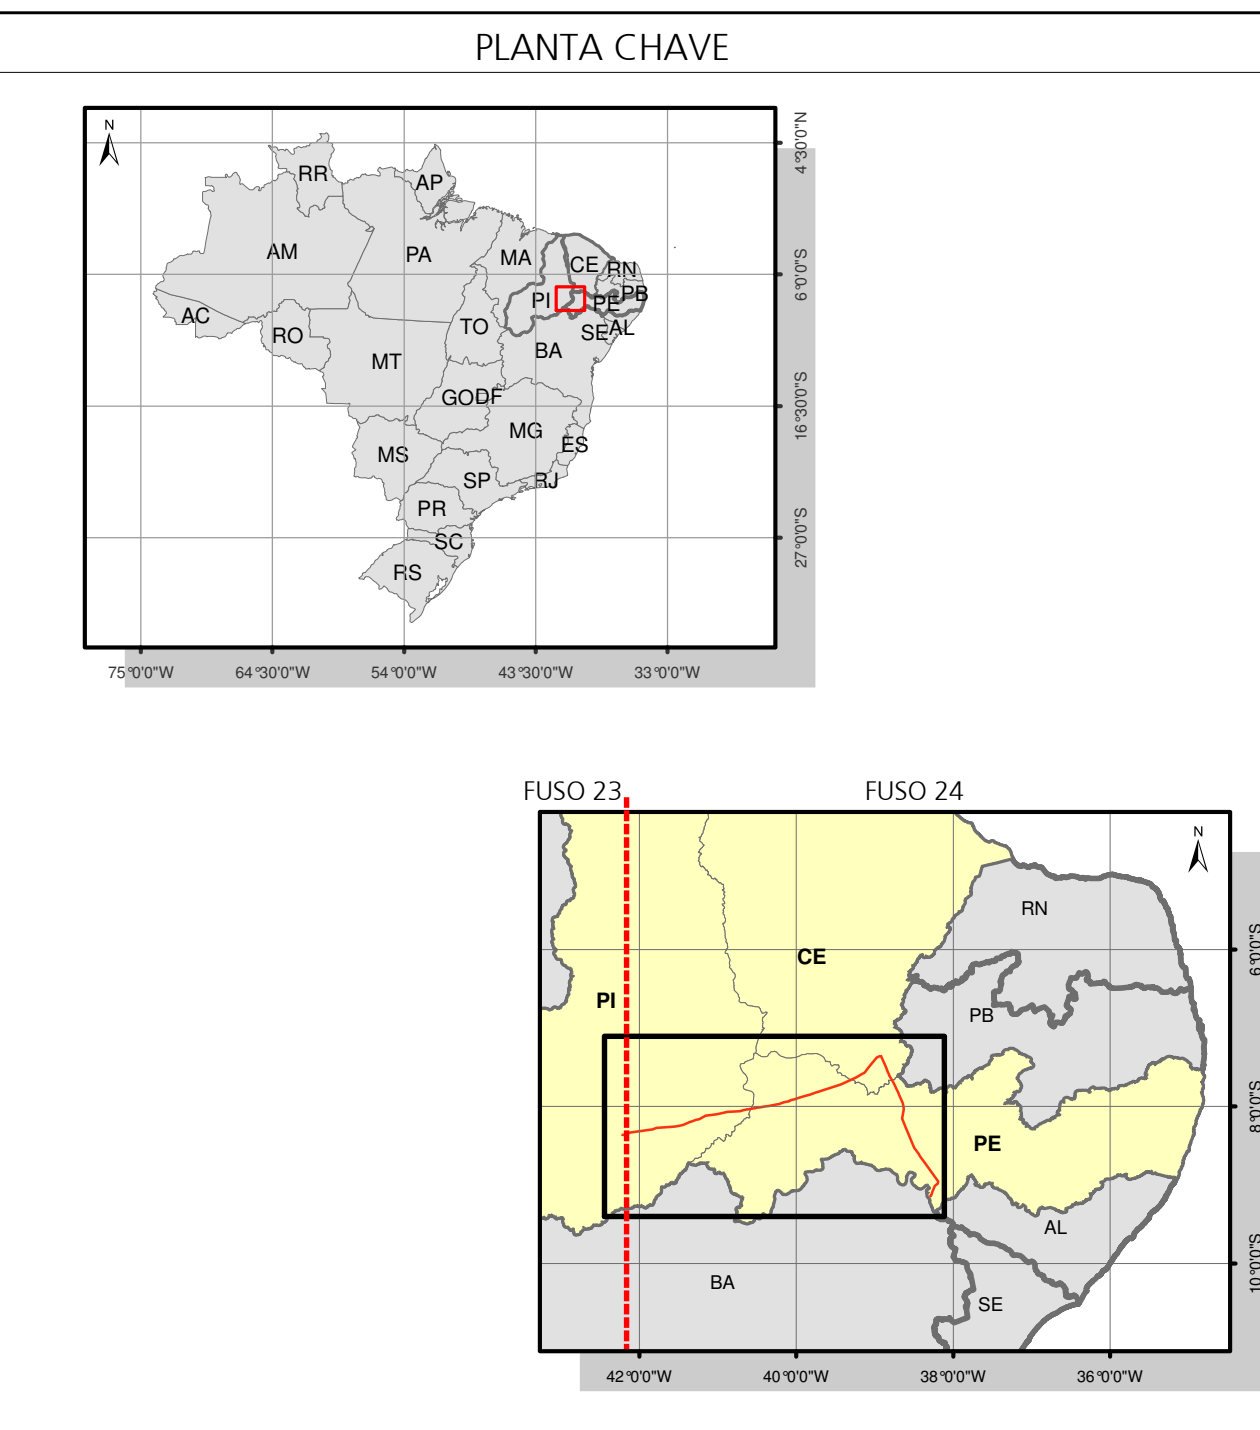 PLANTA CHAVE
N
RR
AP
AM
PA
MA
CE
RN
PI
PE
PB
AC
RO
TO
SE
AL
BA
MT
GO
DF
MG
ES
MS
SP
RJ
PR
SC
RS
4°30'0"N
6°0'0"S
16°30'0"S
27°0'0"S
75°0'0"W 64°30'0"W 54°0'0"W 43°30'0"W 33°0'0"W
FUSO 23 FUSO 24
N
RN
CE
PI
PB
PE
AL
BA
SE
6°0'0"S
8°0'0"S
10°0'0"S
42°0'0"W 40°0'0"W 38°0'0"W 36°0'0"W